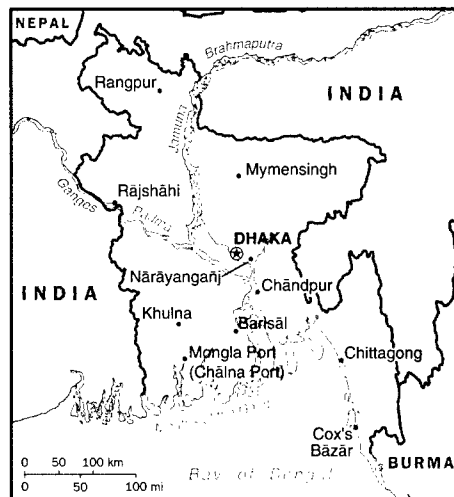 NEPAL
Brahmaputra
Rangpur
INDIA
Jamuna
Mymensingh
Ganges
Rājshāhi
Padma
DHAKA
Nārāyanganj
Chāndpur
INDIA
Khulna
Barisāl
Mongla Port
(Chālna Port)
Chittagong
Cox's
Bāzār
BURMA
0 50 100 km
0 50 100 mi
Bay of Bengal